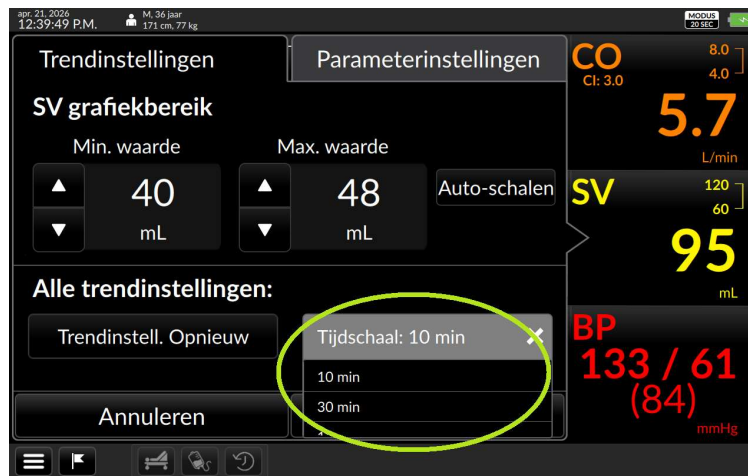 apr. 21, 2026
12:39:49 P.M.
M, 36 jaar
171 cm, 77 kg
MODUS
20 SEC
Trendinstellingen
Parameterinstellingen
SV grafiekbereik
Min. waarde
Max. waarde
40
mL
48
mL
Auto-schalen
Alle trendinstellingen:
Trendinstell. Opnieuw
Tijdschaal: 10 min
10 min
30 min
Annuleren
CO
CI: 3.0
8.0
4.0
5.7
L/min
SV
120
60
95
mL
BP
133 / 61
(84)
mmHg